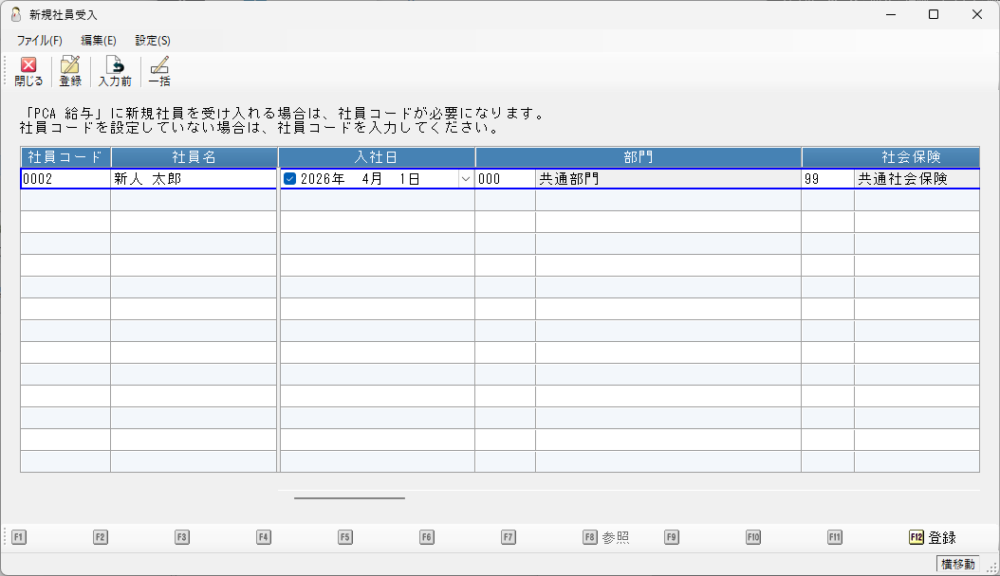 新規社員受入
ファイル(F) 編集(E) 設定(S)
閉じる 登録 入力前 一括
「PCA 給与」に新規社員を受け入れる場合は、社員コードが必要になります。
社員コードを設定していない場合は、社員コードを入力してください。
社員コード 社員名 入社日 部門 社会保険
0002 新人 太郎 2026年 4月 1日 000 共通部門 99 共通社会保険
F1 F2 F3 F4 F5 F6 F7 F8 参照 F9 F10 F11 F12 登録
横移動